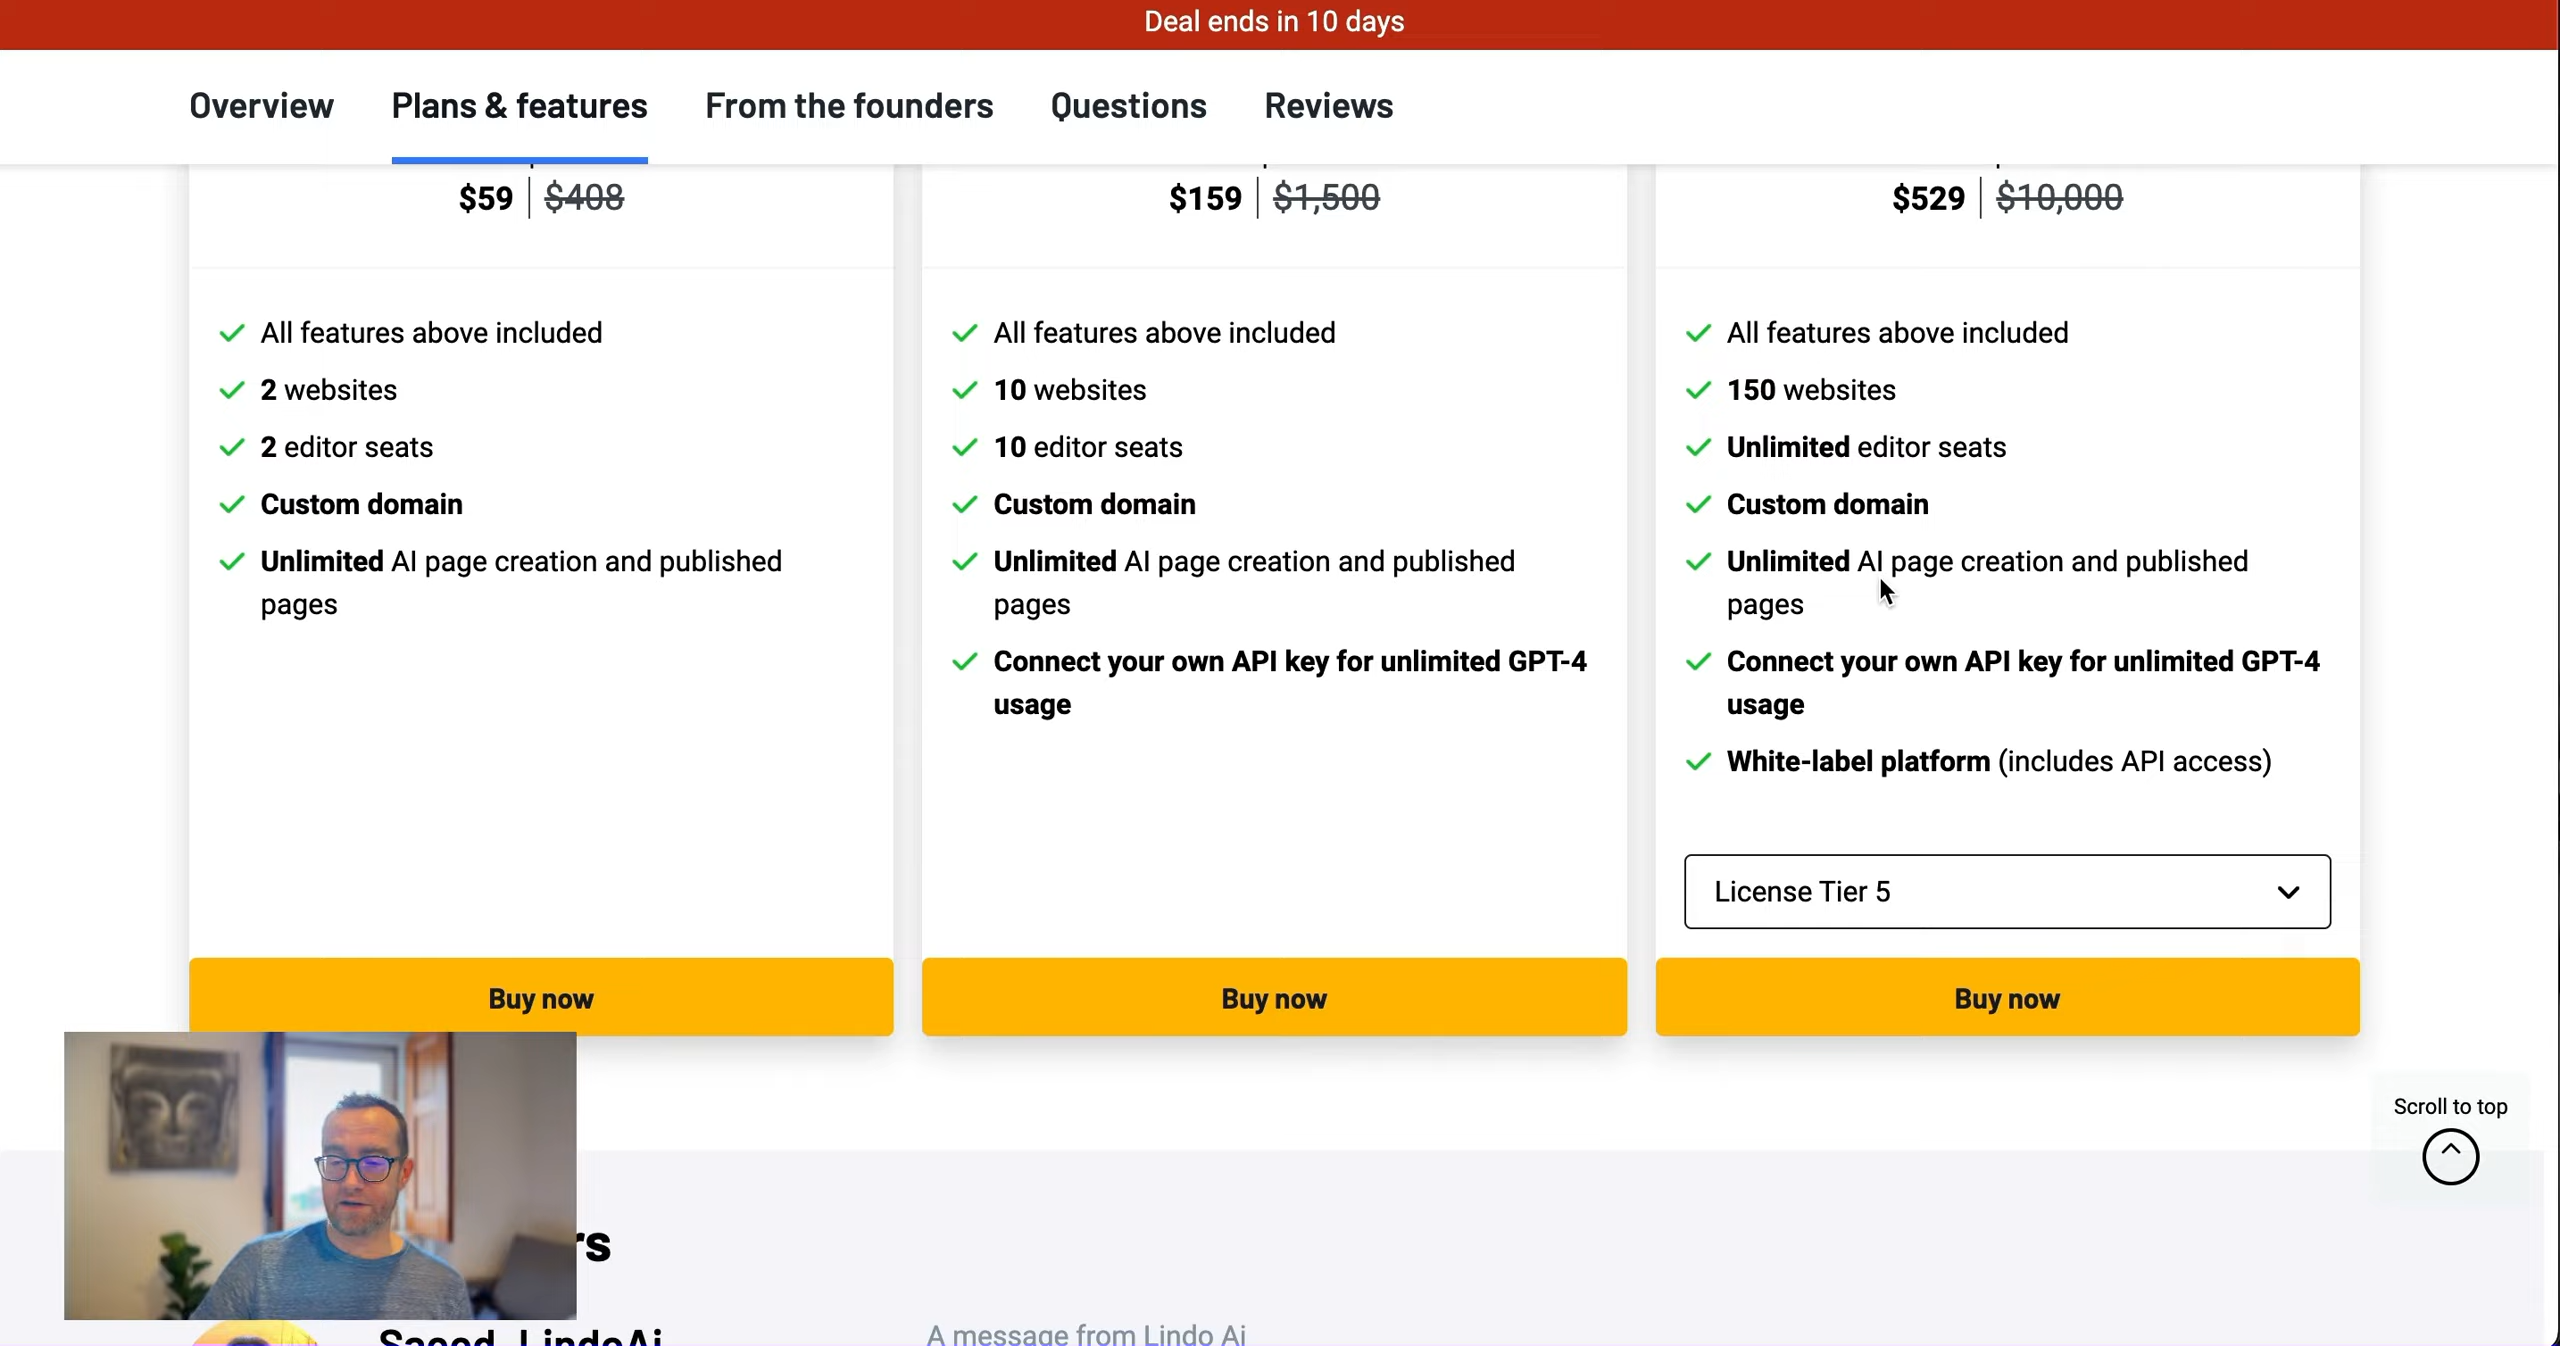 Deal ends in 10 days
Overview Plans & features From the founders Questions Reviews
$59 | $408
All features above included
2 websites
2 editor seats
Custom domain
Unlimited AI page creation and published
pages
Buy now
$159 | $1,500
All features above included
10 websites
10 editor seats
Custom domain
Unlimited AI page creation and published
pages
Connect your own API key for unlimited GPT-4
usage
Buy now
$529 | $10,000
All features above included
150 websites
Unlimited editor seats
Custom domain
Unlimited AI page creation and published
pages
Connect your own API key for unlimited GPT-4
usage
White-label platform (includes API access)
License Tier 5
Buy now
Scroll to top
rs
A message from Lindo Ai